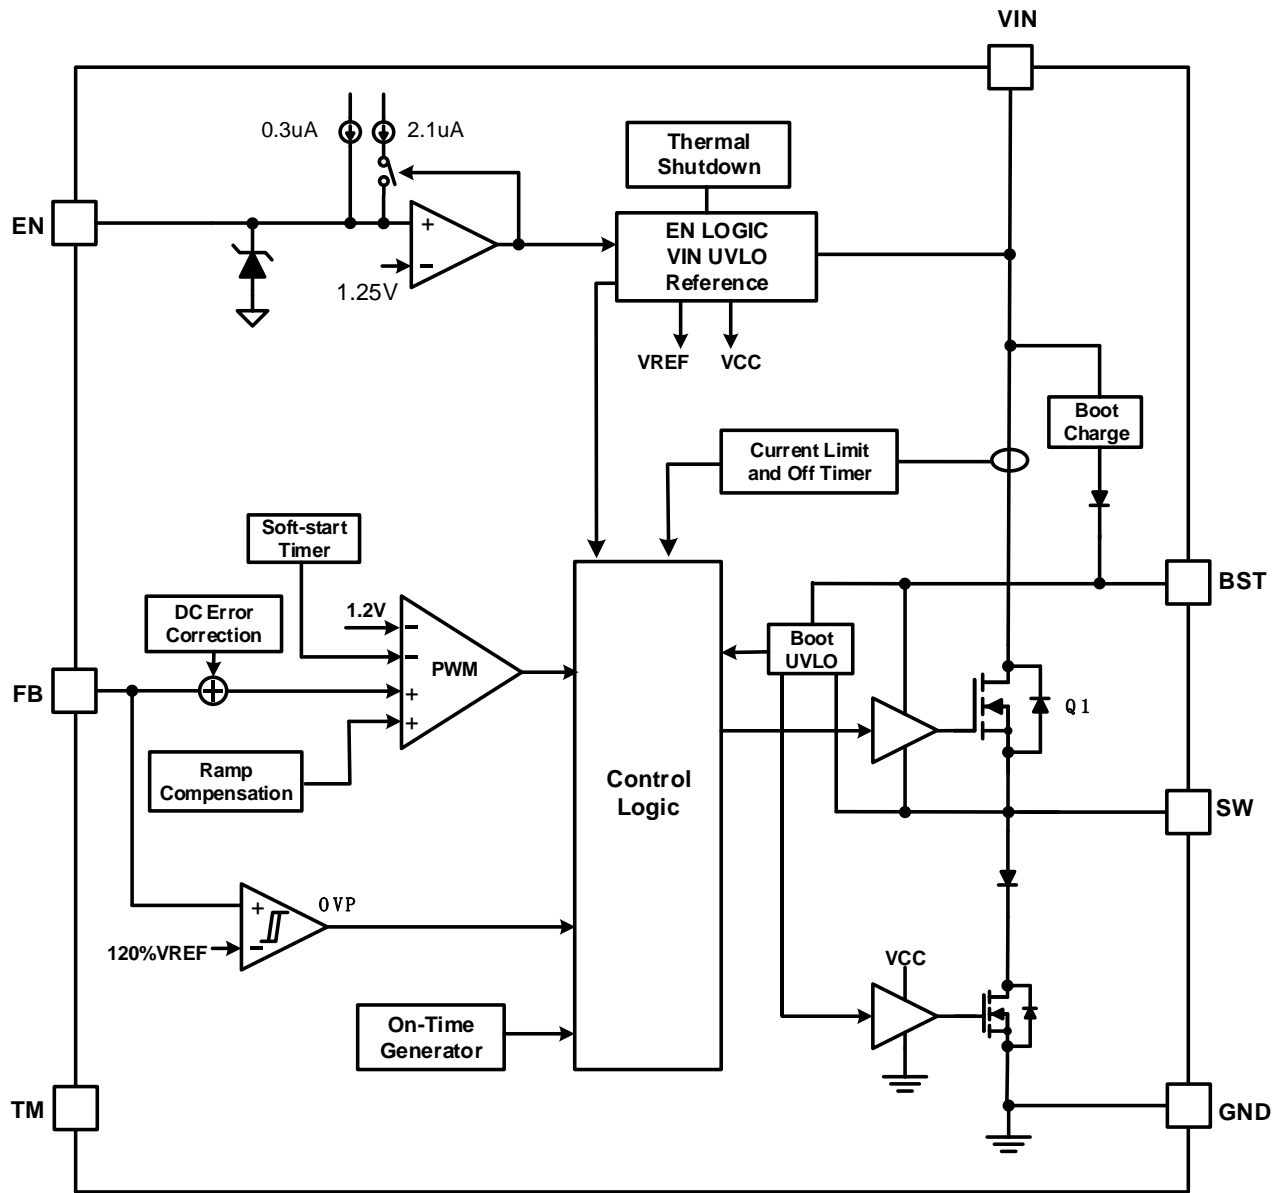 VIN
0.3uA
2.1uA
Thermal
Shutdown
EN
+
EN LOGIC
VIN UVLO
Reference
−
1.25V
VREF
VCC
Boot
Charge
Current Limit
and Off Timer
Soft-start
Timer
BST
DC Error
Correction
1.2V
−
−
PWM
+
+
Boot
UVLO
FB
Q1
Ramp
Compensation
Control
Logic
SW
OVP
+
−
120%VREF
VCC
On-Time
Generator
TM
GND